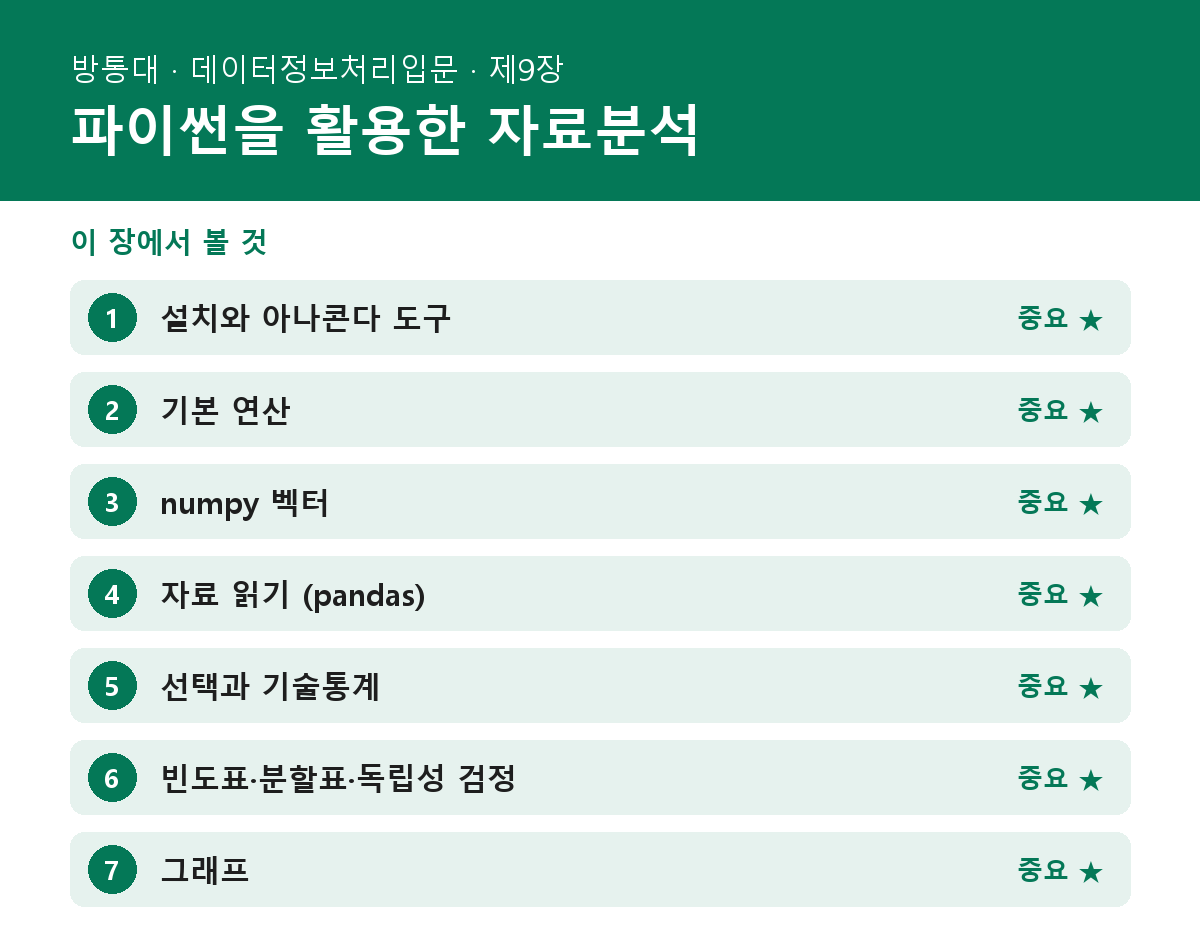 방통대 · 데이터정보처리입문 · 제9장
파이썬을 활용한 자료분석
이 장에서 볼 것
1 설치와 아나콘다 도구 중요 ★
2 기본 연산 중요 ★
3 numpy 벡터 중요 ★
4 자료 읽기 (pandas) 중요 ★
5 선택과 기술통계 중요 ★
6 빈도표·분할표·독립성 검정 중요 ★
7 그래프 중요 ★